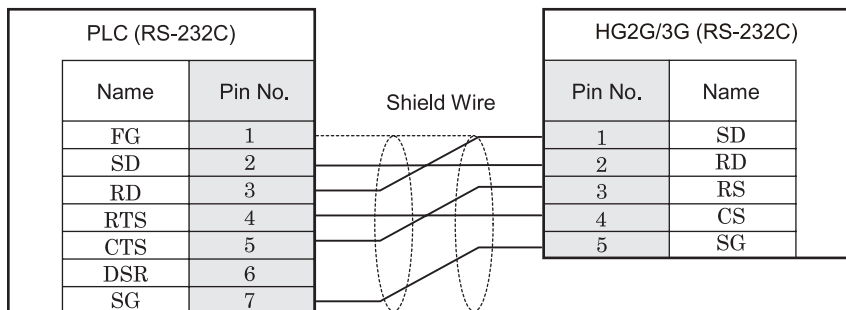 PLC (RS-232C)
HG2G/3G (RS-232C)
Name Pin No.
Shield Wire
Pin No. Name
FG 1
SD 2
RD 3
RTS 4
CTS 5
DSR 6
SG 7
1 SD
2 RD
3 RS
4 CS
5 SG